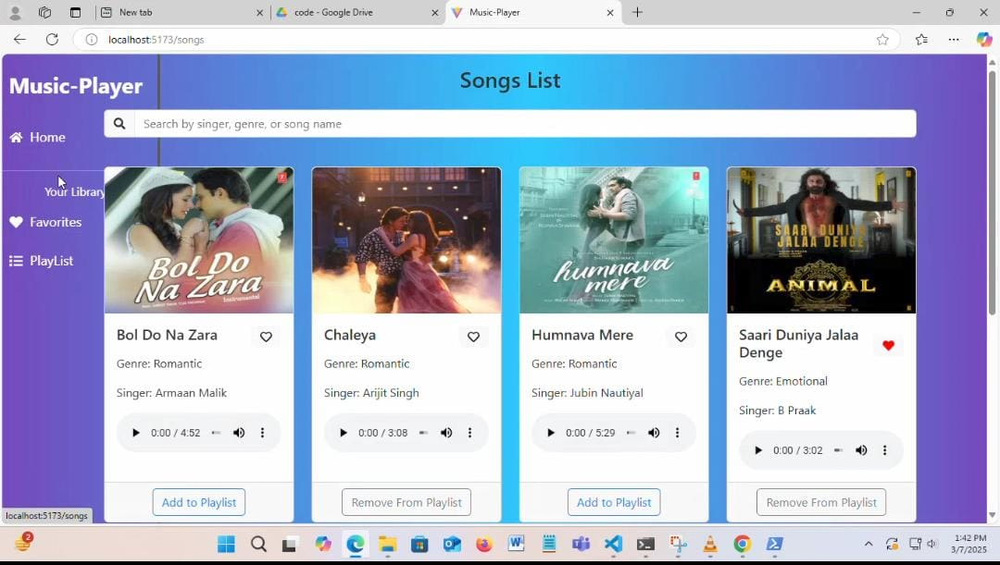 New tab
code - Google Drive
Music-Player
localhost:5173/songs
Music-Player
Home
Your Library
Favorites
PlayList
Songs List
Search by singer, genre, or song name
Bol Do
Na Zara
Instrumental
humnava
mere
SAARI DUNIYA
JALAA DENGE
ANIMAL
Bol Do Na Zara
Genre: Romantic
Singer: Armaan Malik
0:00 / 4:52
Add to Playlist
Chaleya
Genre: Romantic
Singer: Arijit Singh
0:00 / 3:08
Remove From Playlist
Humnava Mere
Genre: Romantic
Singer: Jubin Nautiyal
0:00 / 5:29
Add to Playlist
Saari Duniya Jalaa
Denge
Genre: Emotional
Singer: B Praak
0:00 / 3:02
Remove From Playlist
localhost:5173/songs
2
1:42 PM
3/7/2025